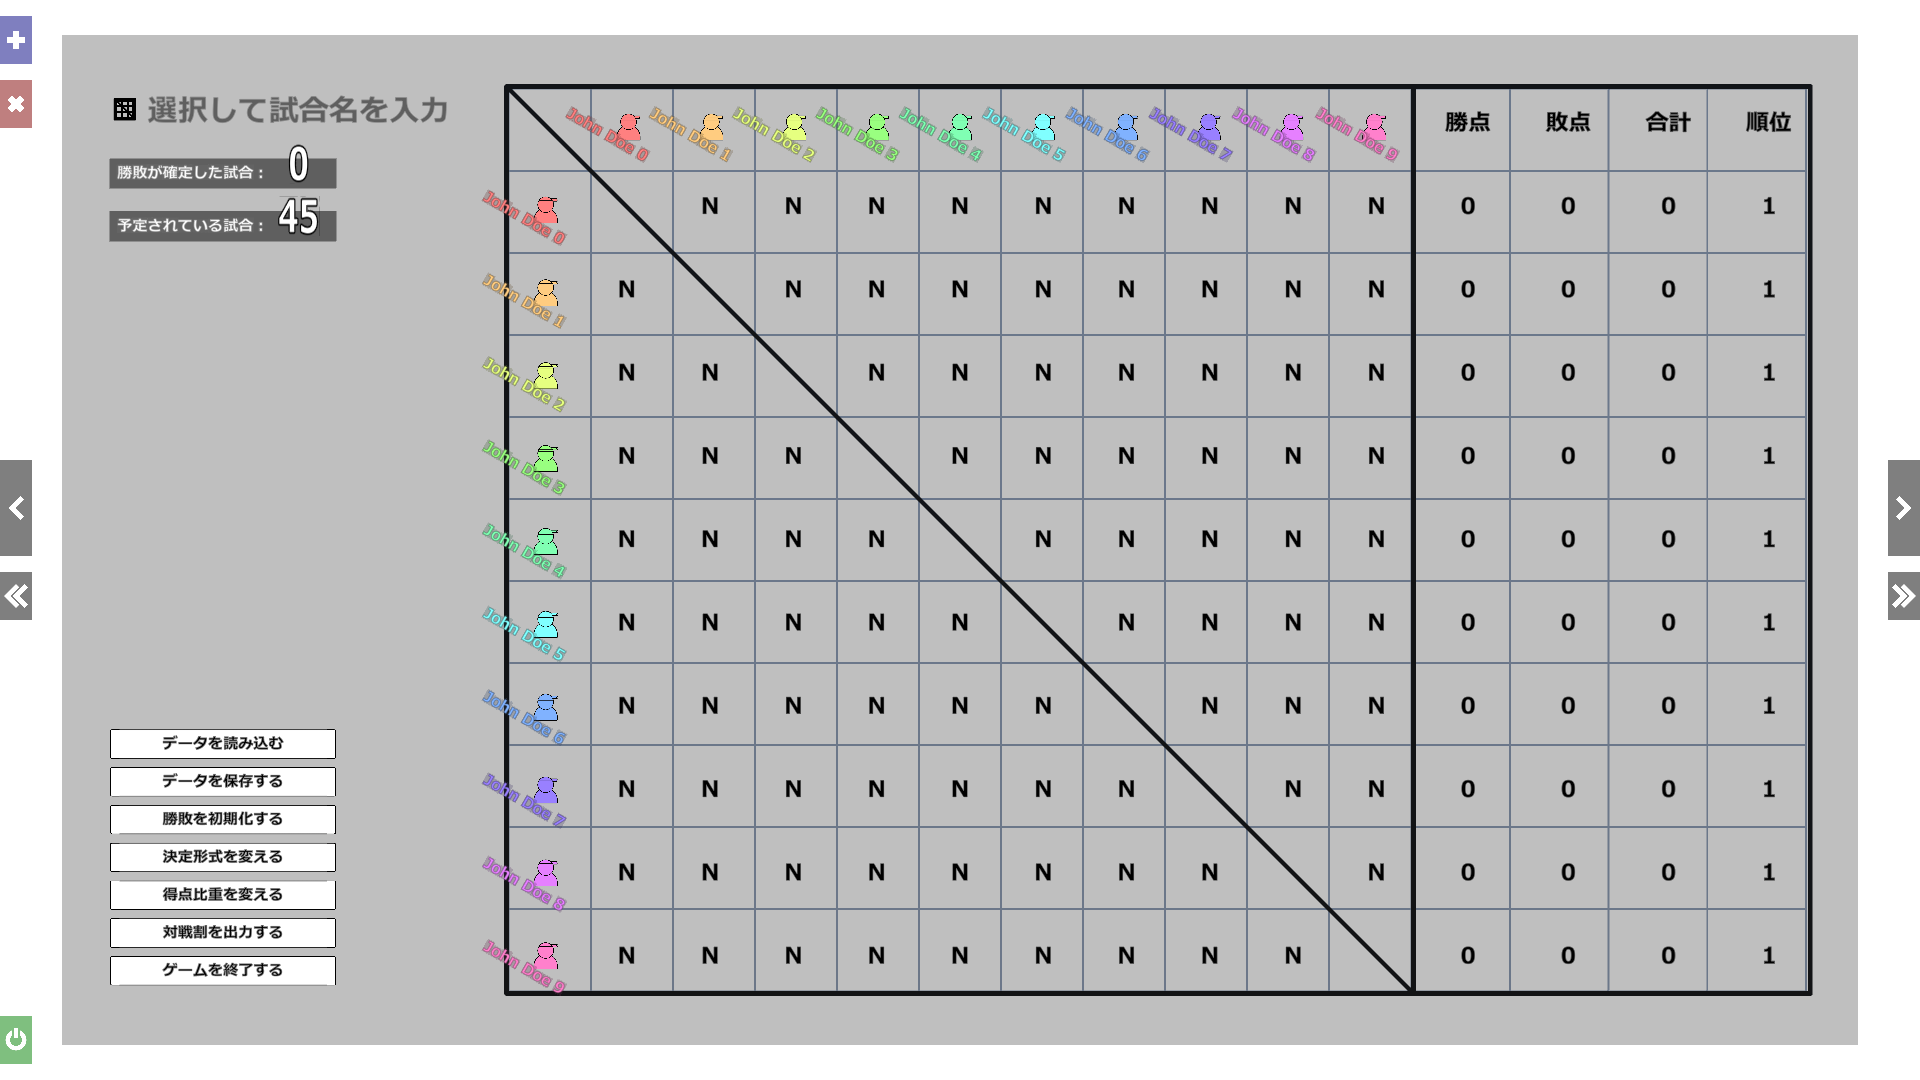 選択して試合名を入力
勝敗が確定した試合： 0
予定されている試合： 45
データを読み込む
データを保存する
勝敗を初期化する
決定形式を変える
得点比重を変える
対戦割を出力する
ゲームを終了する
John Doe 0 John Doe 1 John Doe 2 John Doe 3 John Doe 4 John Doe 5 John Doe 6 John Doe 7 John Doe 8 John Doe 9 勝点 敗点 合計 順位
John Doe 0 N N N N N N N N N 0 0 0 1
John Doe 1 N N N N N N N N N 0 0 0 1
John Doe 2 N N N N N N N N N 0 0 0 1
John Doe 3 N N N N N N N N N 0 0 0 1
John Doe 4 N N N N N N N N N 0 0 0 1
John Doe 5 N N N N N N N N N 0 0 0 1
John Doe 6 N N N N N N N N N 0 0 0 1
John Doe 7 N N N N N N N N N 0 0 0 1
John Doe 8 N N N N N N N N N 0 0 0 1
John Doe 9 N N N N N N N N N 0 0 0 1